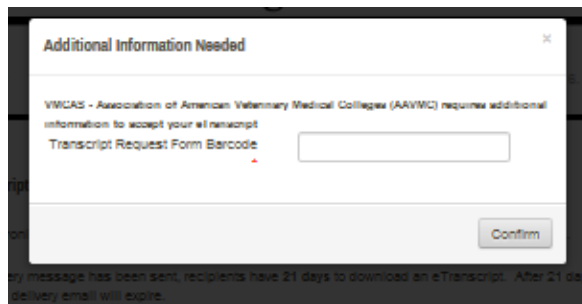 Additional Information Needed
×
VMCAS - Association of American Veterinary Medical Colleges (AAVMC) requires additional
information to accept your eTranscript
Transcript Request Form Barcode
*
Confirm
ery message has been sent, recipients have 21 days to download an eTranscript. After 21 da
delivery email will expire.